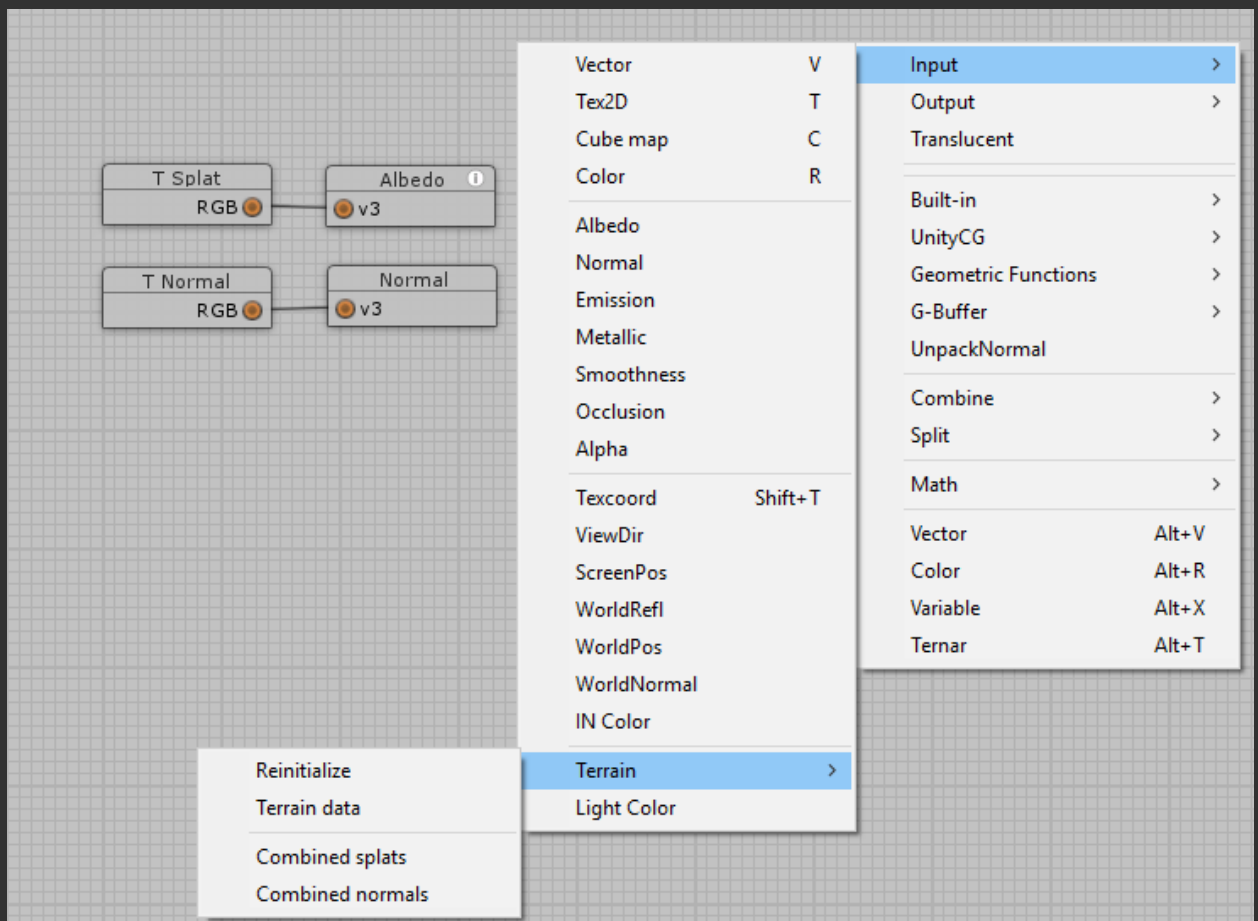 T Splat
RGB
Albedo
v3
T Normal
RGB
Normal
v3
Input
Output
Translucent
Built-in
UnityCG
Geometric Functions
G-Buffer
UnpackNormal
Combine
Split
Math
Vector Alt+V
Color Alt+R
Variable Alt+X
Ternar Alt+T
Vector V
Tex2D T
Cube map C
Color R
Albedo
Normal
Emission
Metallic
Smoothness
Occlusion
Alpha
Texcoord Shift+T
ViewDir
ScreenPos
WorldRefl
WorldPos
WorldNormal
IN Color
Terrain
Light Color
Reinitialize
Terrain data
Combined splats
Combined normals